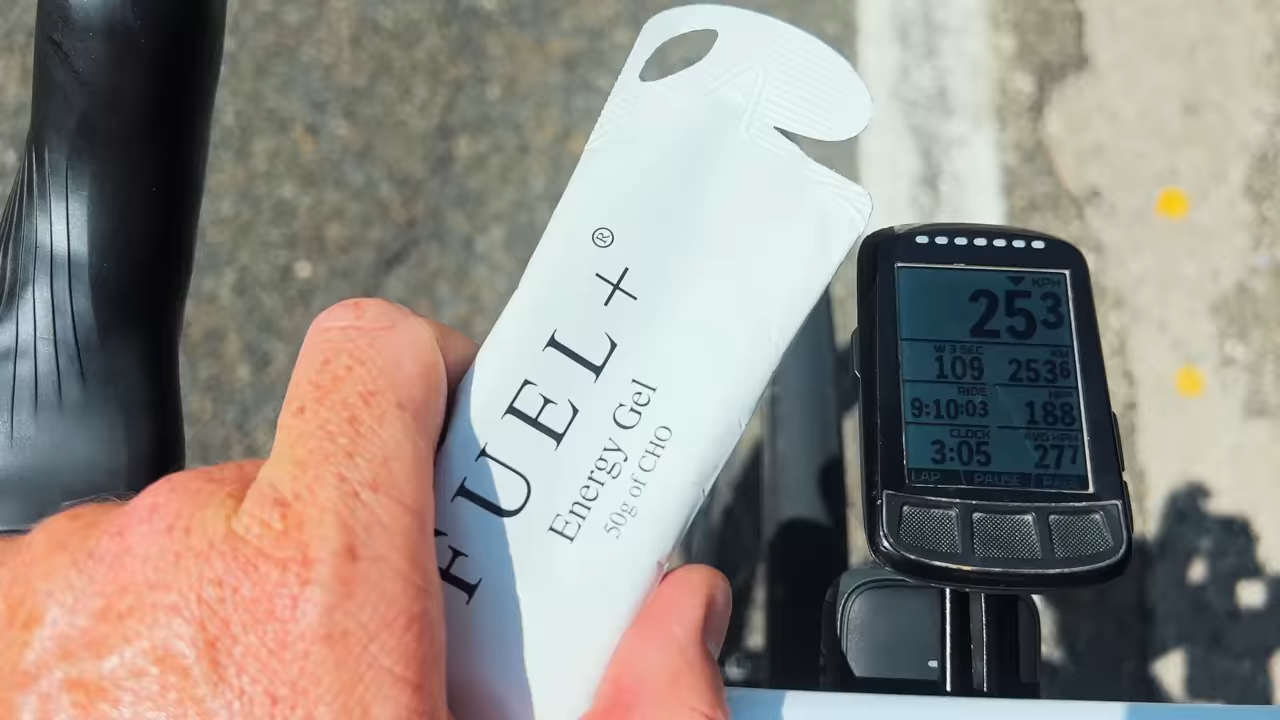 FUEL+®
Energy Gel
50g of CHO
KPH
253
W 3 SEC
109
KM
2536
RIDE
9:10:03
188
CLOCK
3:05
AVG KPH
277
LAP
PAUSE